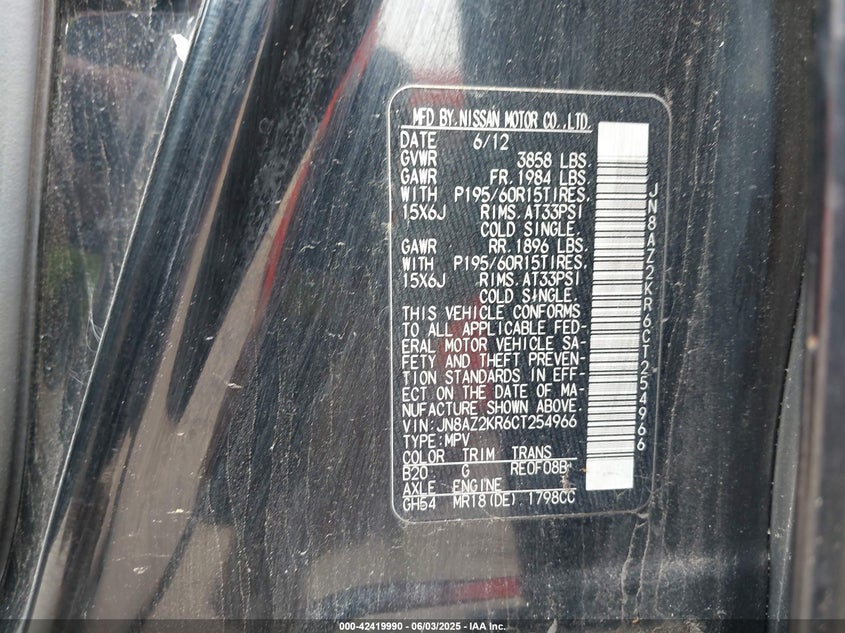 MFD BY NISSAN MOTOR CO.,LTD.
DATE 6/12
GVWR 3858 LBS.
GAWR FR. 1984 LBS.
WITH P195/60R15TIRES.
15X6J RIMS. AT33PSI
COLD SINGLE.
GAWR RR. 1896 LBS.
WITH P195/60R15TIRES.
15X6J RIMS. AT33PSI
COLD SINGLE.
THIS VEHICLE CONFORMS
TO ALL APPLICABLE FED-
ERAL MOTOR VEHICLE SA-
FETY AND THEFT PREVEN-
TION STANDARDS IN EFF-
ECT ON THE DATE OF MA-
NUFACTURE SHOWN ABOVE.
VIN:JN8AZ2KR6CT254966
TYPE:MPV
COLOR TRIM TRANS
B20 G RE0F08B
AXLE ENGINE
GH54 MR18(DE) 1798CC
JN8AZ2KR6CT254966
000-42419990 - 06/03/2025 - IAA Inc.